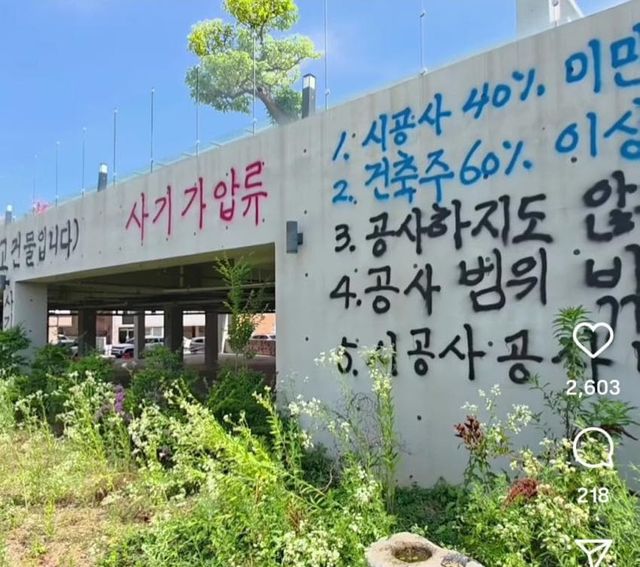 고 건물입니다)
사기가압류
1. 시공사 40% 미만
2. 건축주 60% 이상
3. 공사하지도 않
4. 공사 범위
5. 시공사 공
2,603
218